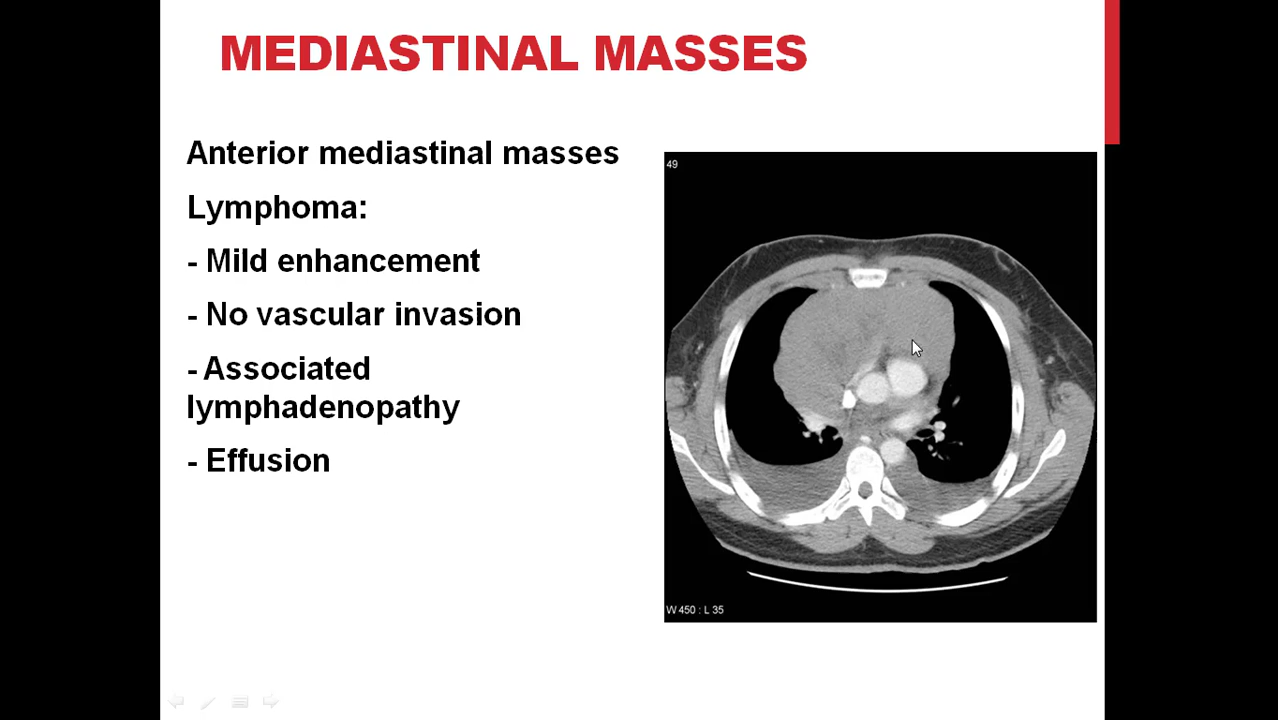 MEDIASTINAL MASSES
Anterior mediastinal masses
Lymphoma:
- Mild enhancement
- No vascular invasion
- Associated
lymphadenopathy
- Effusion
49
W 450 : L 35